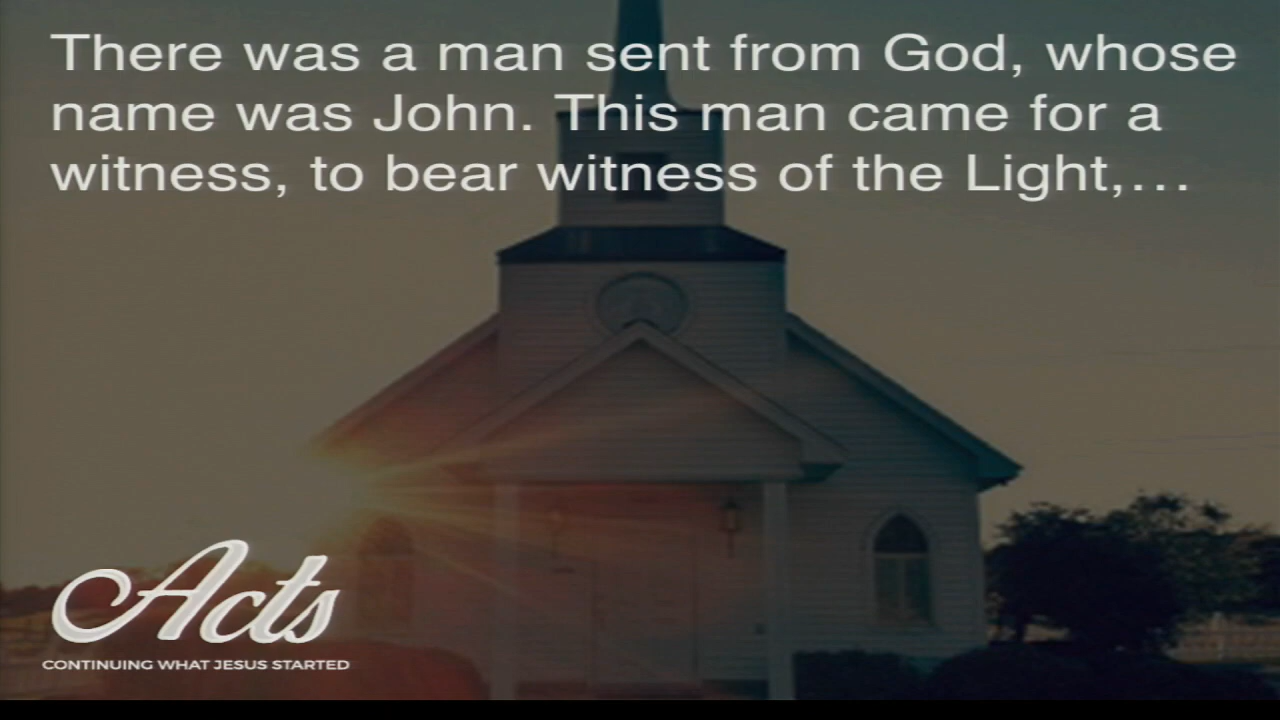 There was a man sent from God, whose
name was John. This man came for a
witness, to bear witness of the Light,…
Acts
CONTINUING WHAT JESUS STARTED